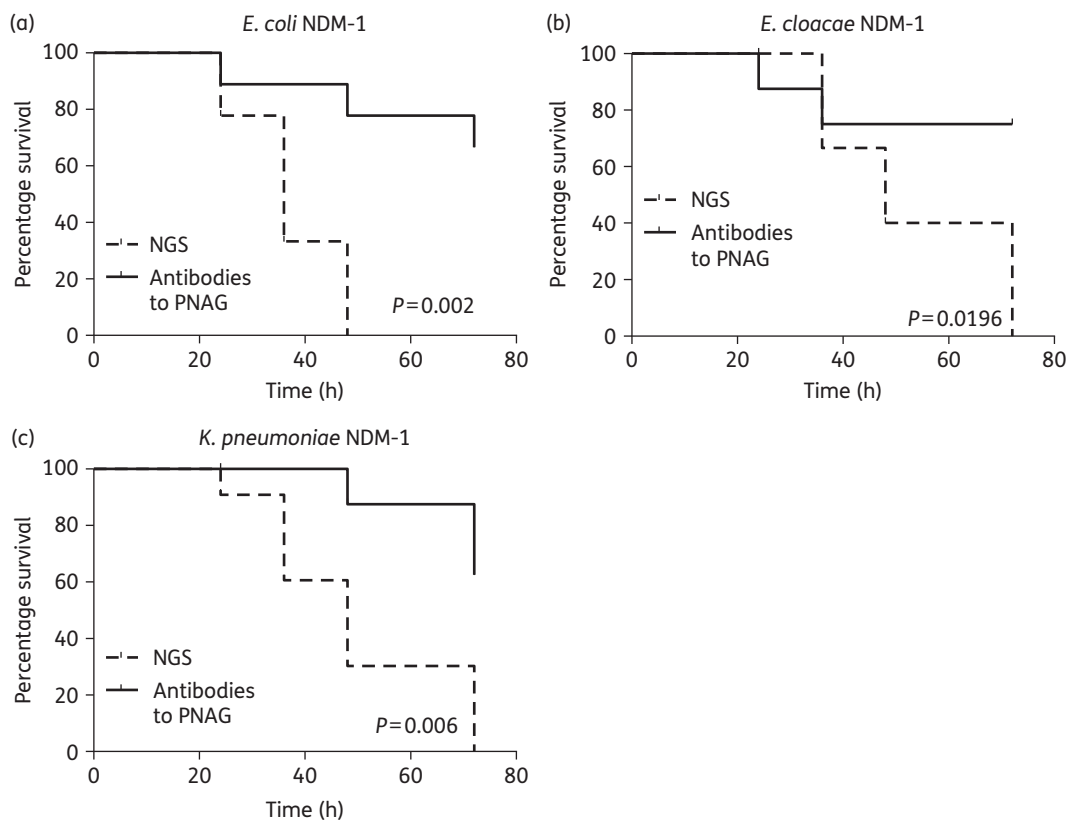 (a)
E. coli NDM-1
100
80
60
40
20
0
Percentage survival
NGS
Antibodies
to PNAG
P=0.002
0 20 40 60 80
Time (h)
(b)
E. cloacae NDM-1
100
80
60
40
20
0
Percentage survival
NGS
Antibodies
to PNAG
P=0.0196
0 20 40 60 80
Time (h)
(c)
K. pneumoniae NDM-1
100
80
60
40
20
0
Percentage survival
NGS
Antibodies
to PNAG
P=0.006
0 20 40 60 80
Time (h)